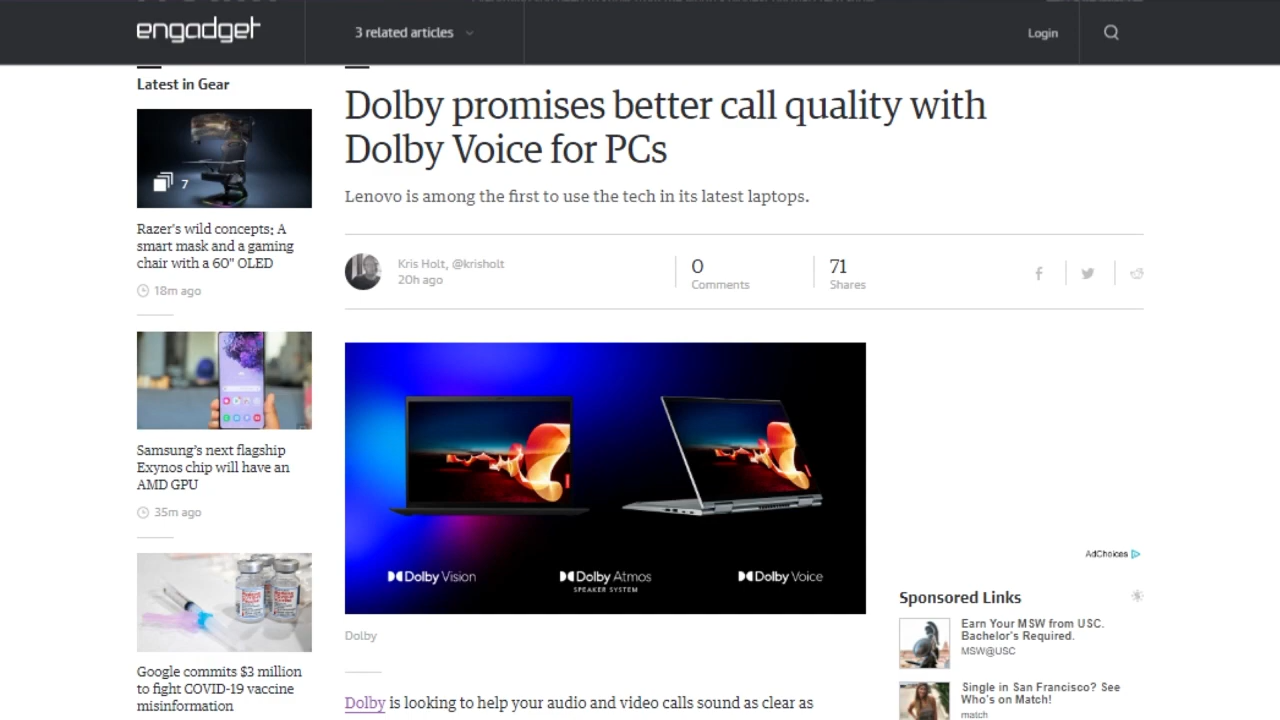 engadget
3 related articles
Login
Latest in Gear
7
Razer's wild concepts: A
smart mask and a gaming
chair with a 60" OLED
18m ago
Samsung's next flagship
Exynos chip will have an
AMD GPU
35m ago
Google commits $3 million
to fight COVID-19 vaccine
misinformation
Dolby promises better call quality with
Dolby Voice for PCs
Lenovo is among the first to use the tech in its latest laptops.
Kris Holt, @krisholt
20h ago
0
Comments
71
Shares
Dolby Vision
Dolby Atmos
SPEAKER SYSTEM
Dolby Voice
Dolby
Dolby is looking to help your audio and video calls sound as clear as
AdChoices
Sponsored Links
Earn Your MSW from USC.
Bachelor's Required.
MSW@USC
Single in San Francisco? See
Who's on Match!
match